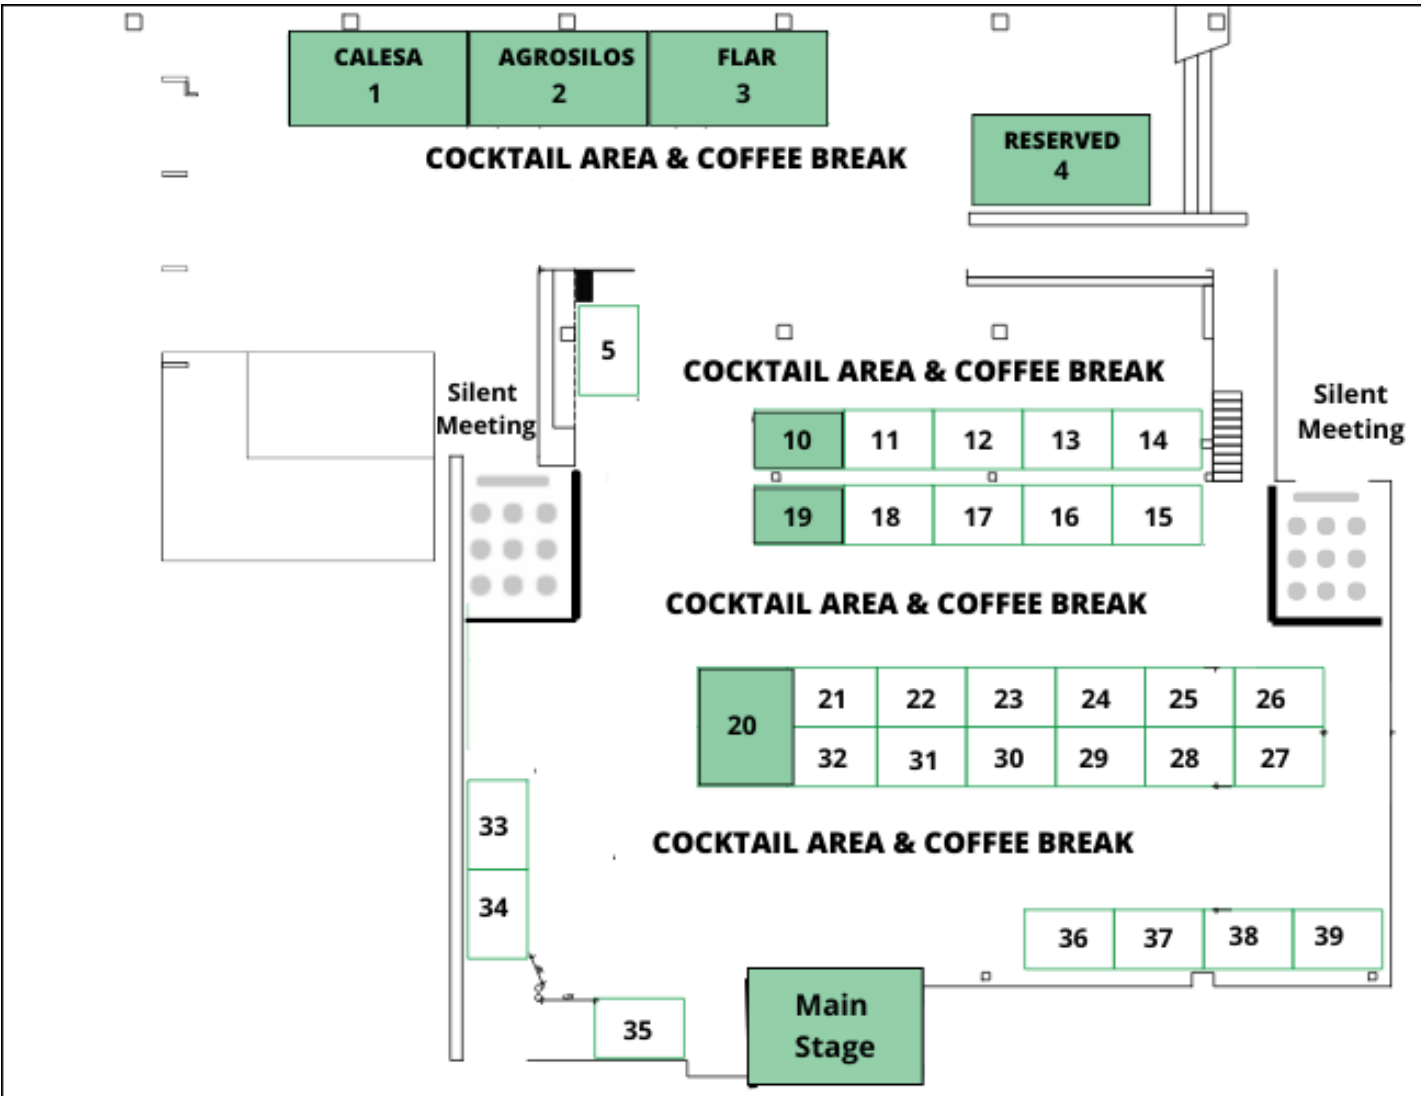 CALESA
1
AGROSILOS
2
FLAR
3
COCKTAIL AREA & COFFEE BREAK
RESERVED
4
5
COCKTAIL AREA & COFFEE BREAK
Silent
Meeting
Silent
Meeting
10 11 12 13 14
19 18 17 16 15
COCKTAIL AREA & COFFEE BREAK
20
21 22 23 24 25 26
32 31 30 29 28 27
33
COCKTAIL AREA & COFFEE BREAK
34
36 37 38 39
35
Main
Stage